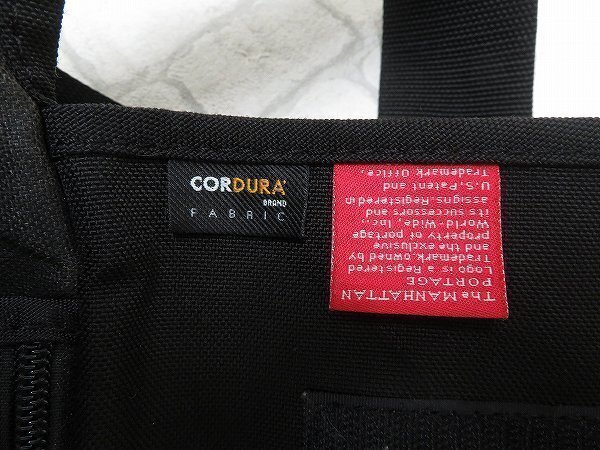 CORDURA
BRAND
FABRIC
The MANHATTAN
PORTAGE
Logo is a Registered
Trademark owned by
and the exclusive
property of portage
World-Wide, Inc.,
its successors and
assigns.Registered in
U.S.Patent and
Trademark Office.